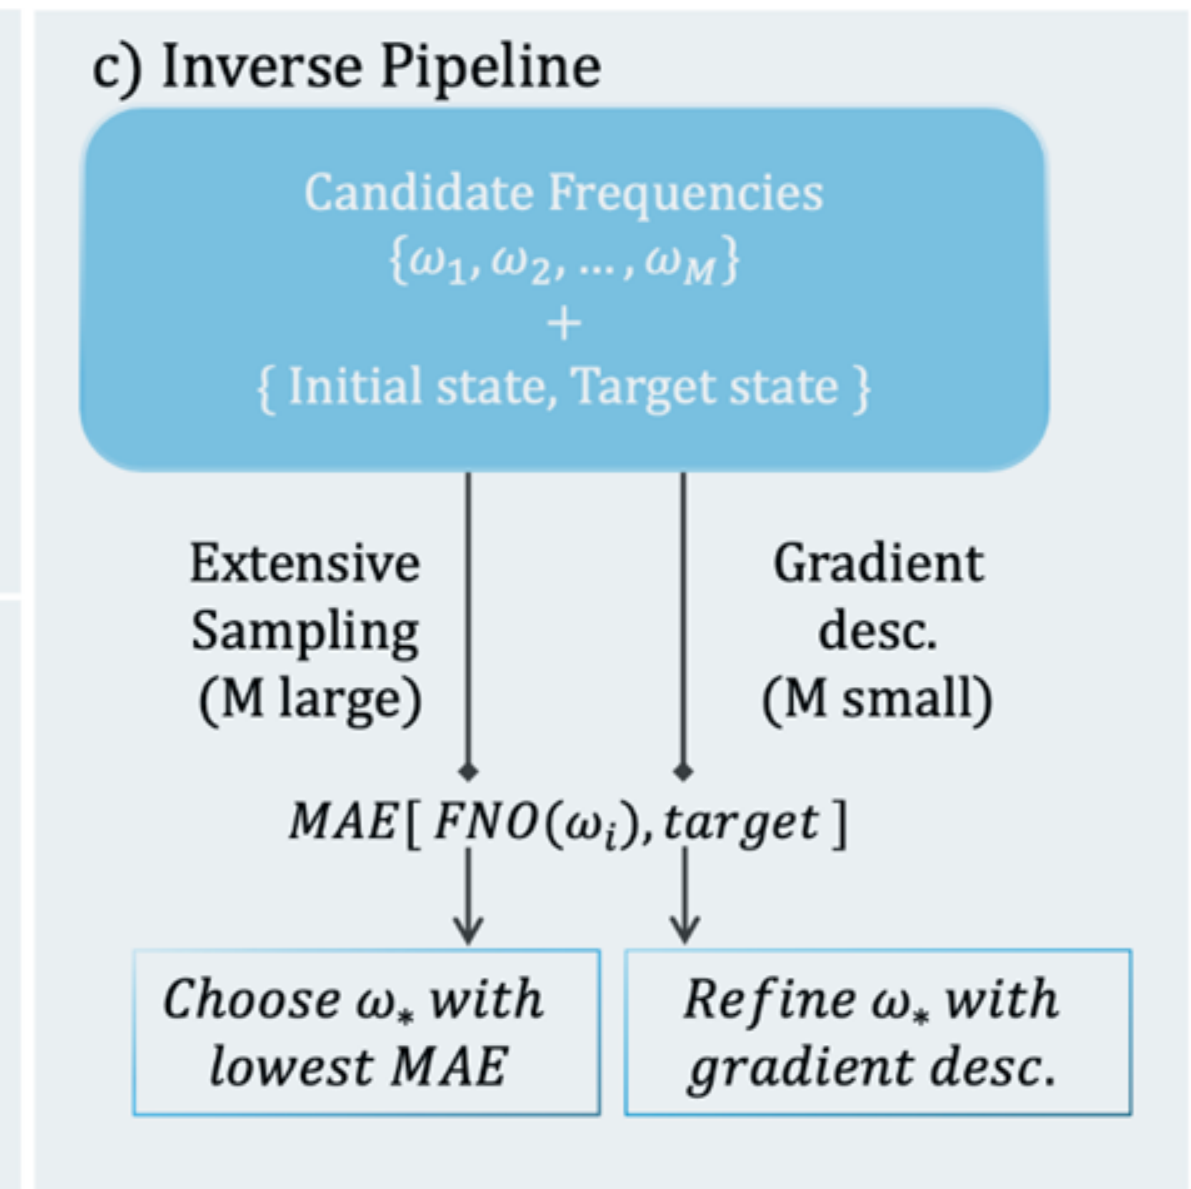 c) Inverse Pipeline
Candidate Frequencies
{ω₁, ω₂, ... , ω_M}
+
{ Initial state, Target state }
Extensive
Sampling
(M large)
Gradient
desc.
(M small)
MAE[ FNO(ωᵢ), target ]
Choose ω* with
lowest MAE
Refine ω* with
gradient desc.